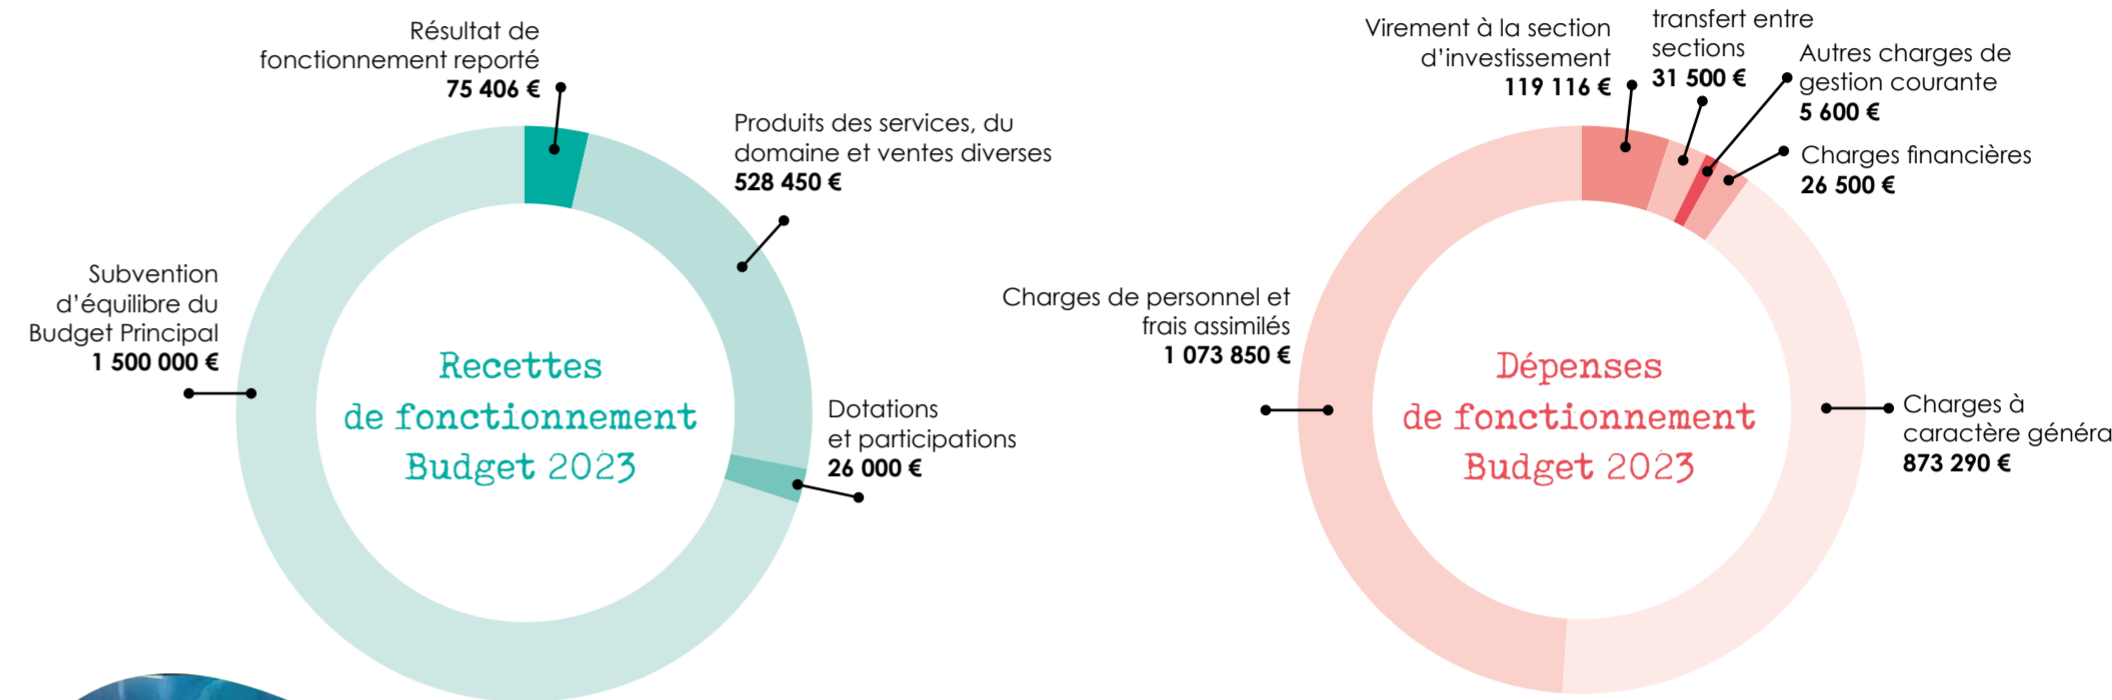 Résultat de
fonctionnement reporté
75 406 €
Produits des services, du
domaine et ventes diverses
528 450 €
Subvention
d'équilibre du
Budget Principal
1 500 000 €
Dotations
et participations
26 000 €
Recettes
de fonctionnement
Budget 2023
Virement à la section
d'investissement
119 116 €
transfert entre
sections
31 500 €
Autres charges de
gestion courante
5 600 €
Charges financières
26 500 €
Charges de personnel et
frais assimilés
1 073 850 €
Charges à
caractère généra
873 290 €
Dépenses
de fonctionnement
Budget 2023